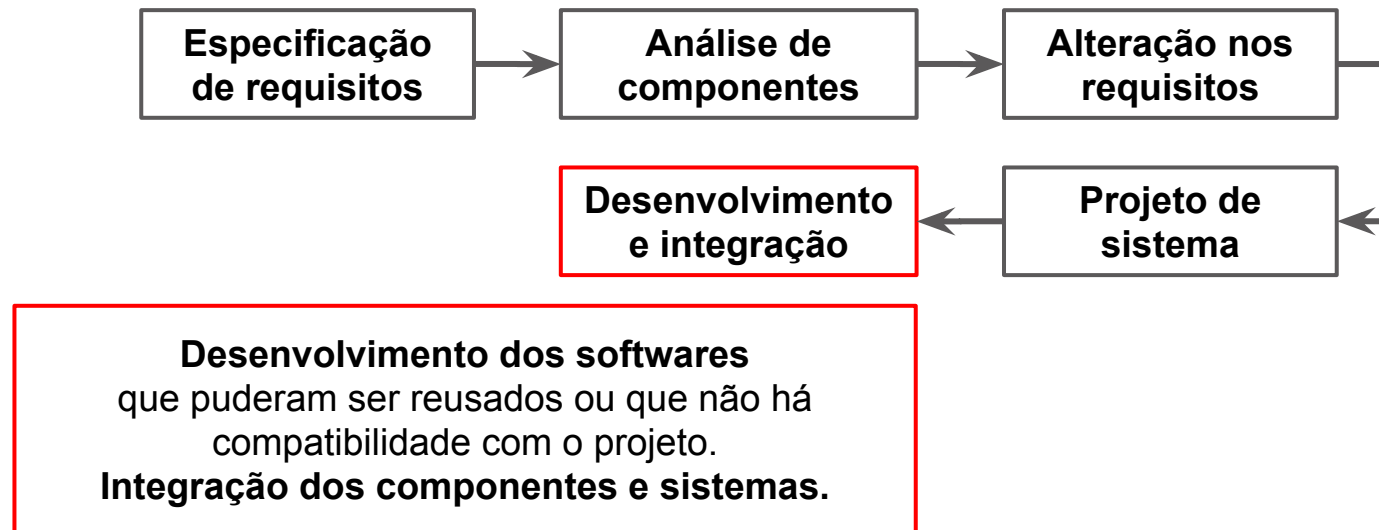 Especificação
de requisitos
Análise de
componentes
Alteração nos
requisitos
Desenvolvimento
e integração
Projeto de
sistema
Desenvolvimento dos softwares
que puderam ser reusados ou que não há
compatibilidade com o projeto.
Integração dos componentes e sistemas.